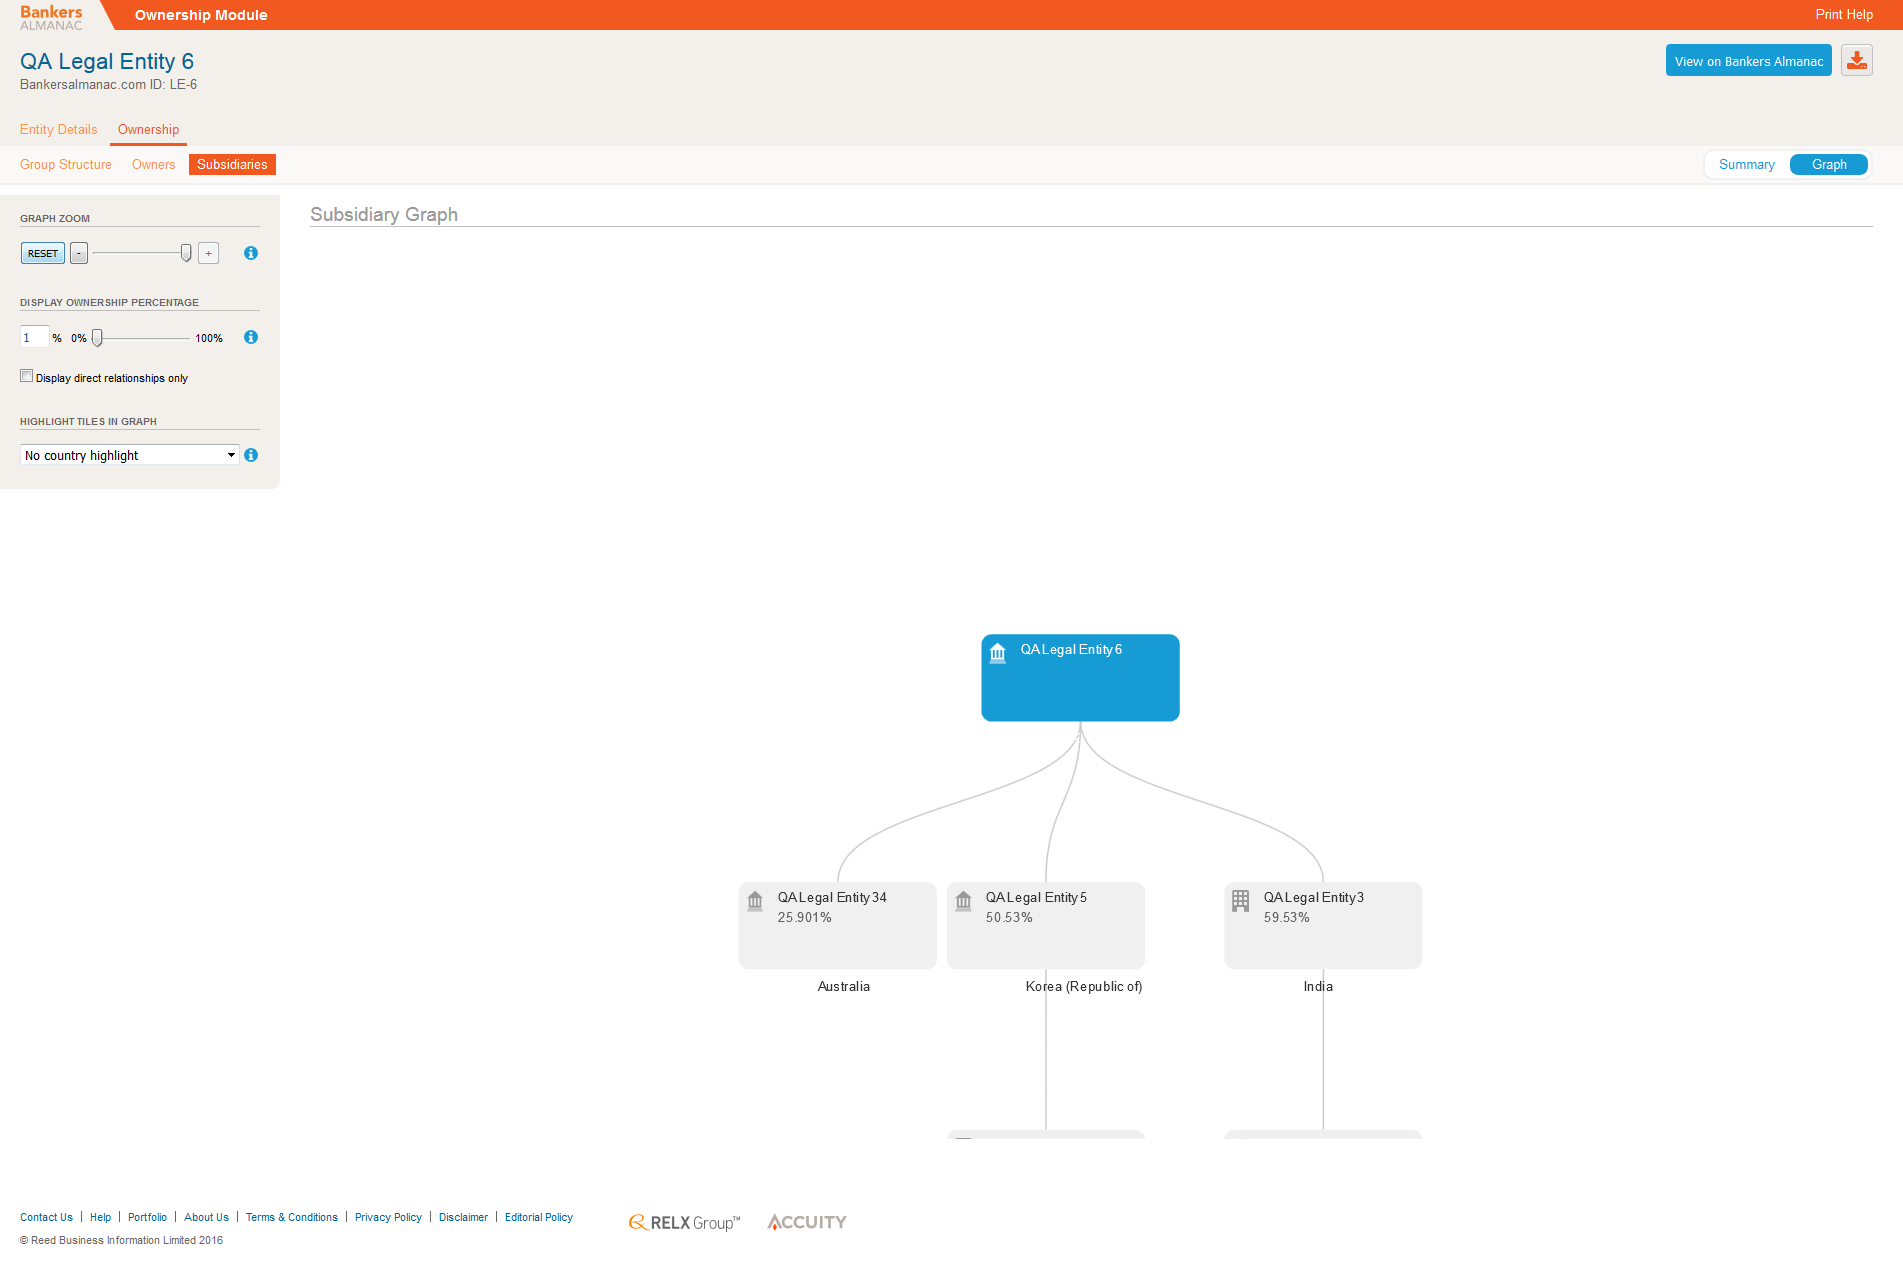 Bankers
ALMANAC
Ownership Module
Print Help
QA Legal Entity 6
Bankersalmanac.com ID: LE-6
View on Bankers Almanac
Entity Details Ownership
Group Structure Owners Subsidiaries
Summary Graph
GRAPH ZOOM
RESET - +
DISPLAY OWNERSHIP PERCENTAGE
1 % 0% 100%
Display direct relationships only
HIGHLIGHT TILES IN GRAPH
No country highlight
Subsidiary Graph
QA Legal Entity 6
QA Legal Entity 34
25.901%
Australia
QA Legal Entity 5
50.53%
Korea (Republic of)
QA Legal Entity 3
59.53%
India
Contact Us | Help | Portfolio | About Us | Terms & Conditions | Privacy Policy | Disclaimer | Editorial Policy
RELX Group™
ACCUITY
© Reed Business Information Limited 2016